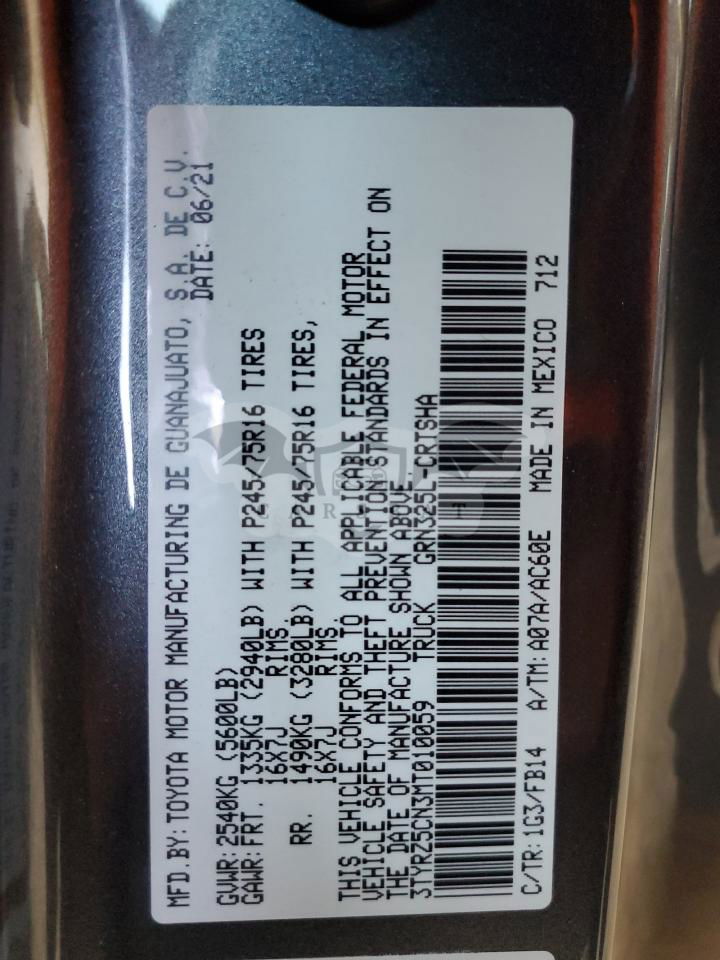 MFD.BY:TOYOTA MOTOR MANUFACTURING DE GUANAJUATO, S.A. DE C.V.
DATE: 06/21
GVWR:2540KG (5600LB)
GAWR:FRT. 1335KG (2940LB) WITH P245/75R16 TIRES
16X7J RIMS.
RR. 1490KG (3280LB) WITH P245/75R16 TIRES,
16X7J RIMS.
THIS VEHICLE CONFORMS TO ALL APPLICABLE FEDERAL MOTOR
VEHICLE SAFETY AND THEFT PREVENTION STANDARDS IN EFFECT ON
THE DATE OF MANUFACTURE SHOWN ABOVE.
3TYRZ5CN3MT010059 TRUCK GRN325L-CRTSHA
C/TR:1G3/FB14 A/TM:A07A/AC60E MADE IN MEXICO 712